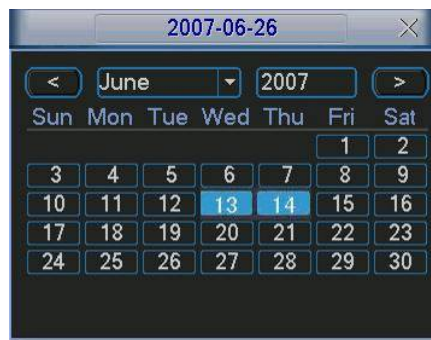 2007-06-26
< June 2007 >
Sun Mon Tue Wed Thu Fri Sat
1 2
3 4 5 6 7 8 9
10 11 12 13 14 15 16
17 18 19 20 21 22 23
24 25 26 27 28 29 30